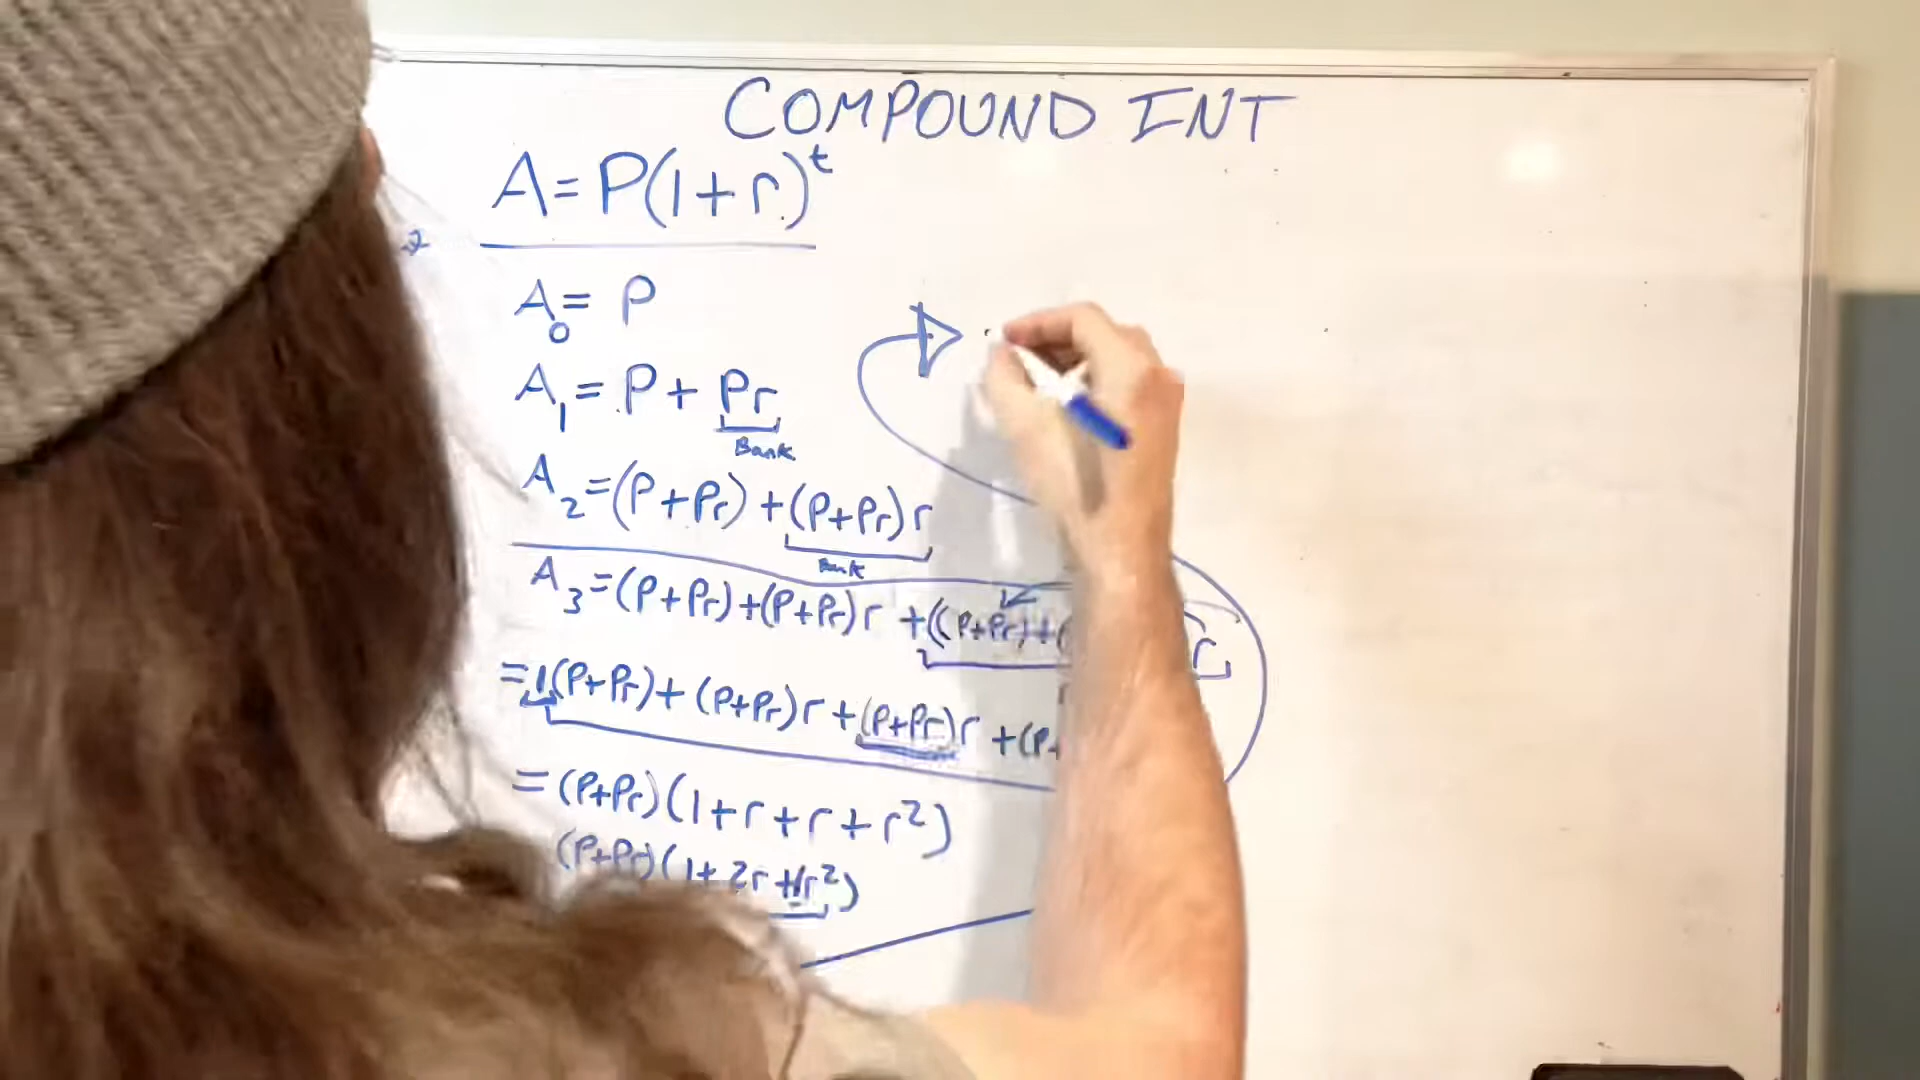 COMPOUND INT
A = P(1+r)^t
A₀ = P
A₁ = P + Pr
Bank
A₂ = (P+Pr) + (P+Pr)r
Bank
A₃ = (P+Pr)+(P+Pr)r +((P+Pr)+( r
= 1(P+Pr)+ (P+Pr)r +(P+Pr)r +(P+
= (P+Pr)(1+r+r+r²)
(P+Pr)(1+2r+1r²)